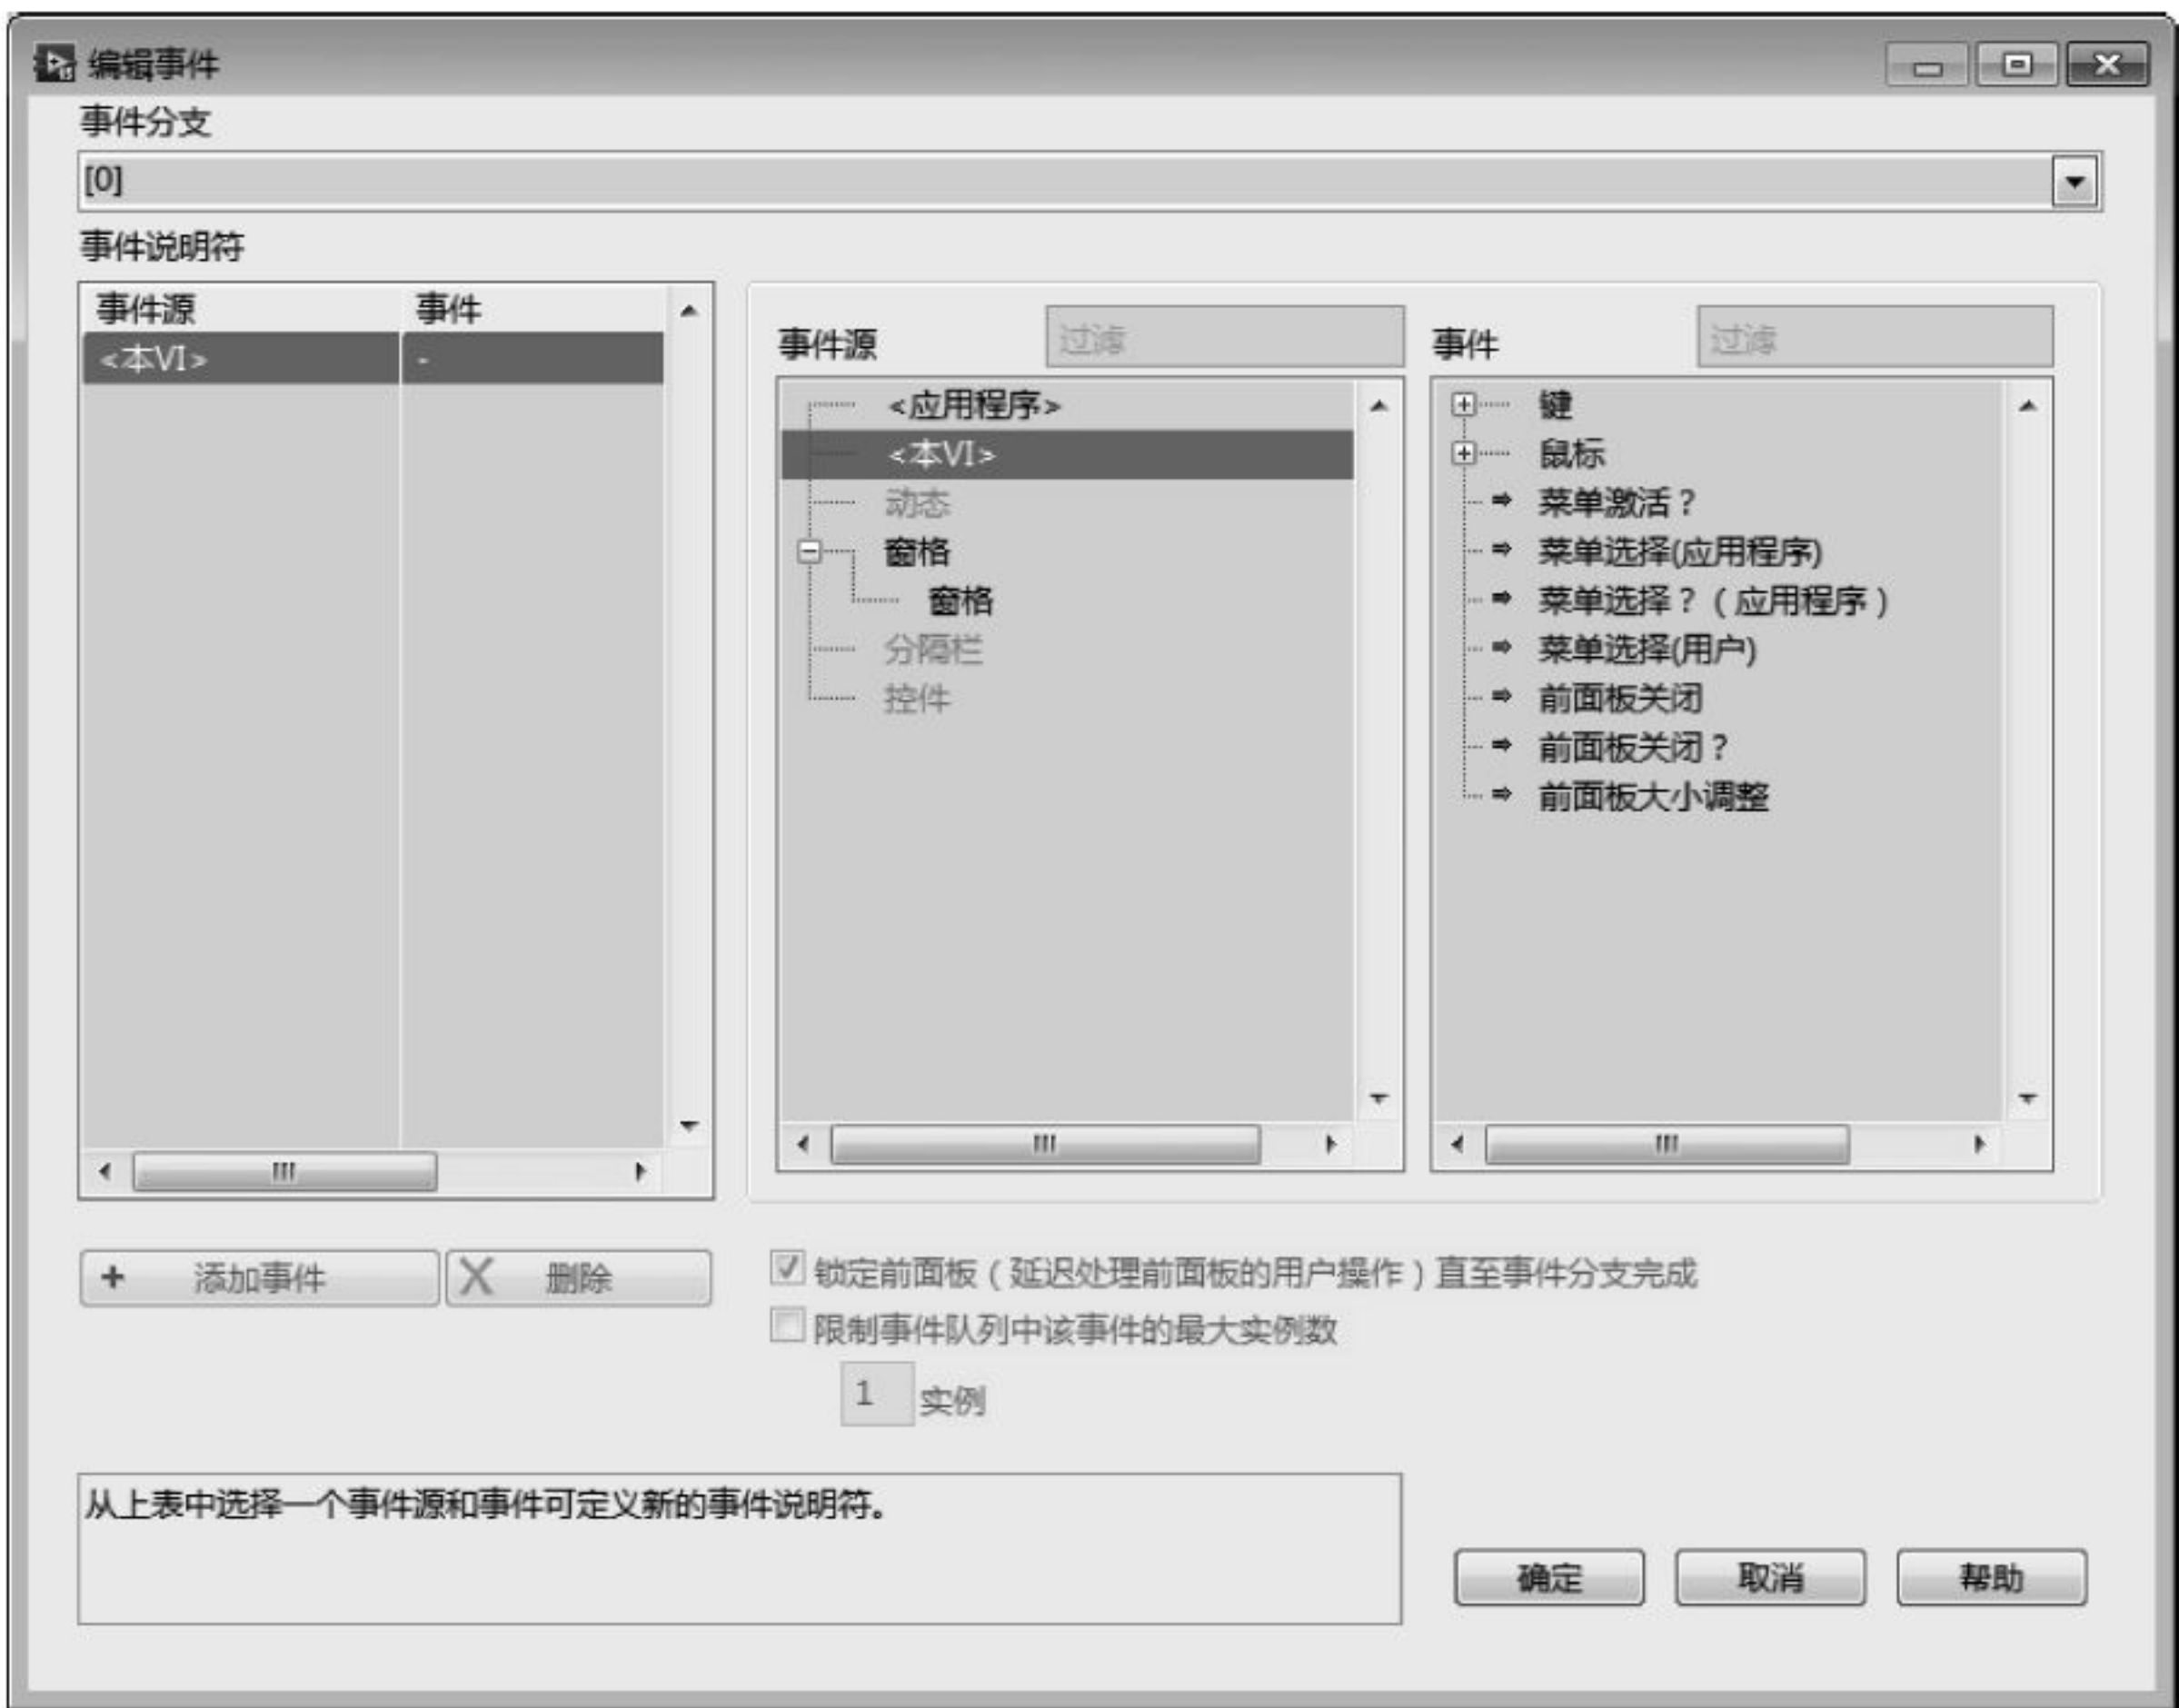 编辑事件
事件分支
[0]
事件说明符
事件源 事件
<本VI> -
事件源 过滤
<应用程序>
<本VI>
动态
窗格
窗格
分隔栏
控件
事件 过滤
键
鼠标
菜单激活？
菜单选择(应用程序)
菜单选择？（应用程序）
菜单选择(用户)
前面板关闭
前面板关闭？
前面板大小调整
添加事件 删除
锁定前面板（延迟处理前面板的用户操作）直至事件分支完成
限制事件队列中该事件的最大实例数
1 实例
从上表中选择一个事件源和事件可定义新的事件说明符。
确定 取消 帮助